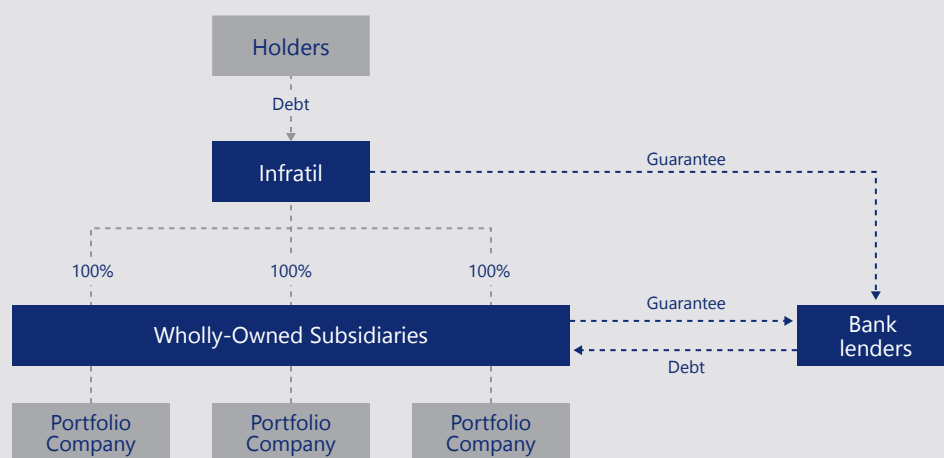 Holders
Debt
Infratil
Guarantee
100%
100%
100%
Wholly-Owned Subsidiaries
Guarantee
Debt
Bank
lenders
Portfolio
Company
Portfolio
Company
Portfolio
Company